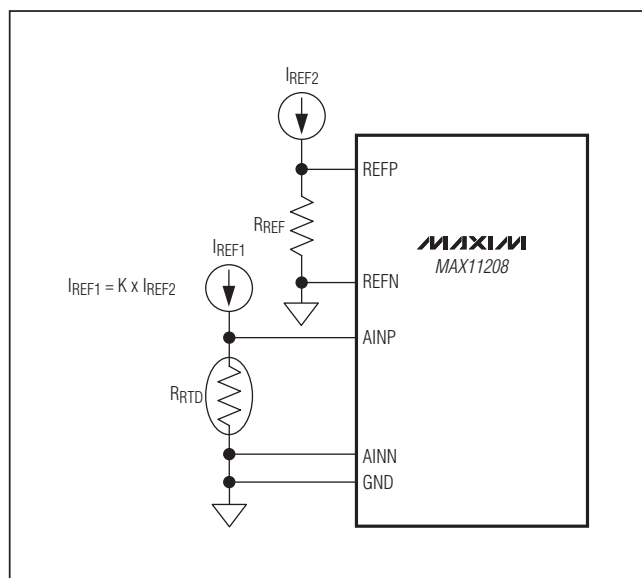 IREF2
REFP
RREF
MAXIM
MAX11208
IREF1
IREF1 = K x IREF2
REFN
AINP
RRTD
AINN
GND